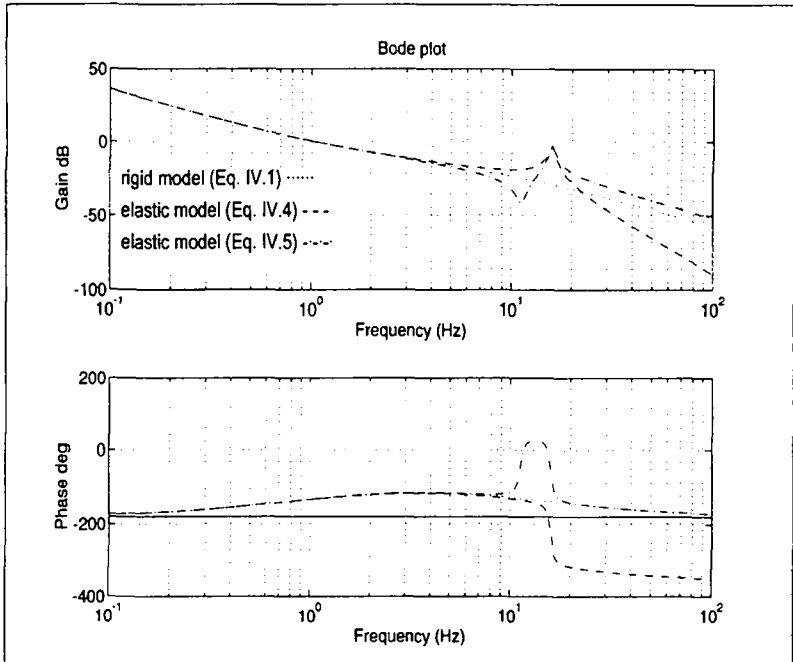 Bode plot
50
0
-50
-100
Gain dB
rigid model (Eq. IV.1)
elastic model (Eq. IV.4)
elastic model (Eq. IV.5)
10^-1
10^0
10^1
10^2
Frequency (Hz)
200
0
-200
-400
Phase deg
10^-1
10^0
10^1
10^2
Frequency (Hz)